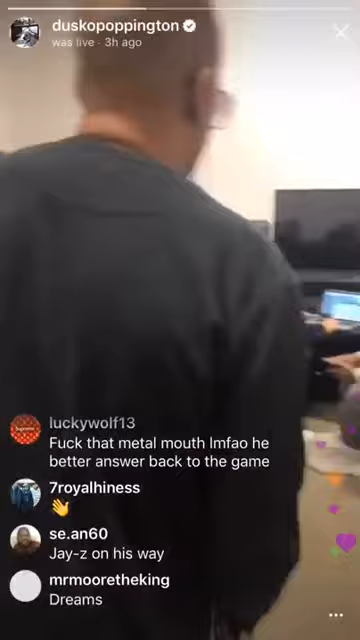 duskopoppington
was live · 3h ago
luckywolf13
Fuck that metal mouth lmfao he
better answer back to the game
7royalhiness
👋
se.an60
Jay-z on his way
mrmooretheking
Dreams